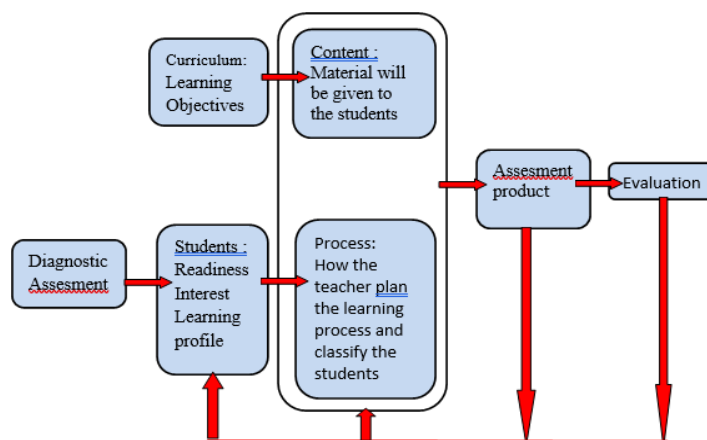 Curriculum:
Learning
Objectives
Content :
Material will
be given to
the students
Assesment
product
Evaluation
Diagnostic
Assesment
Students :
Readiness
Interest
Learning
profile
Process:
How the
teacher plan
the learning
process and
classify the
students